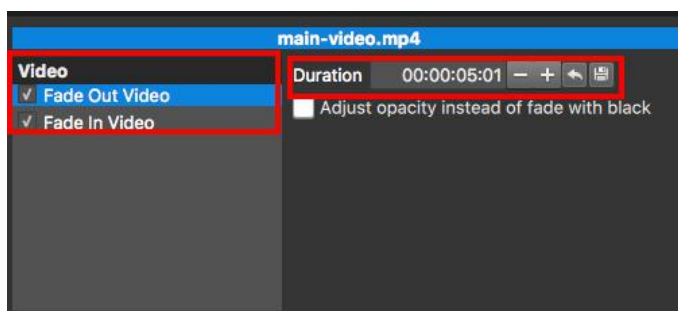 main-video.mp4
Video
Fade Out Video
Fade In Video
Duration 00:00:05:01
Adjust opacity instead of fade with black